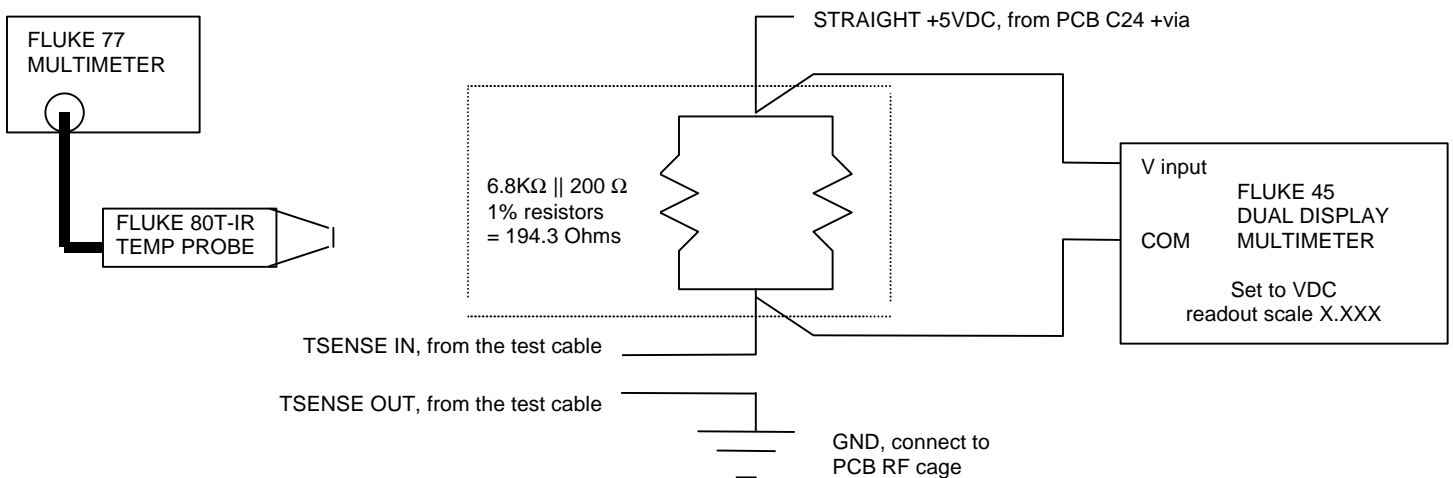 STRAIGHT +5VDC, from PCB C24 +via
FLUKE 77
MULTIMETER
FLUKE 80T-IR
TEMP PROBE
6.8KΩ || 200 Ω
1% resistors
= 194.3 Ohms
V input
FLUKE 45
DUAL DISPLAY
COM
MULTIMETER
Set to VDC
readout scale X.XXX
TSENSE IN, from the test cable
TSENSE OUT, from the test cable
GND, connect to
PCB RF cage